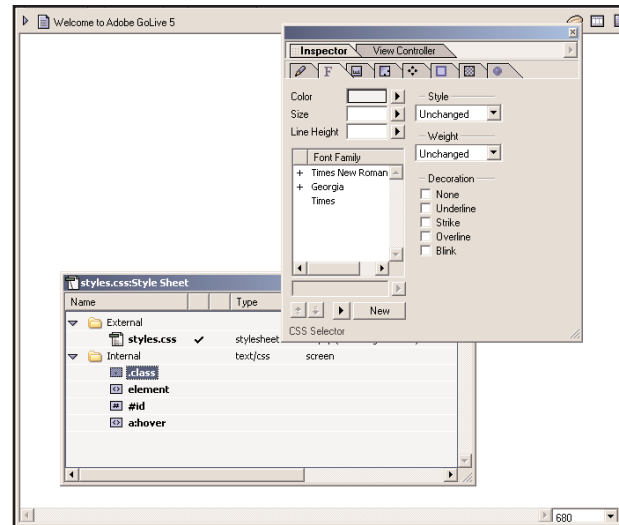 Welcome to Adobe GoLive 5
Inspector View Controller
F
Color
Size
Line Height
Font Family
+ Times New Roman
+ Georgia
Times
New
CSS Selector
Style
Unchanged
Weight
Unchanged
Decoration
None
Underline
Strike
Overline
Blink
styles.css:Style Sheet
Name Type
External
styles.css stylesheet
Internal text/css screen
.class
element
#id
a:hover
680